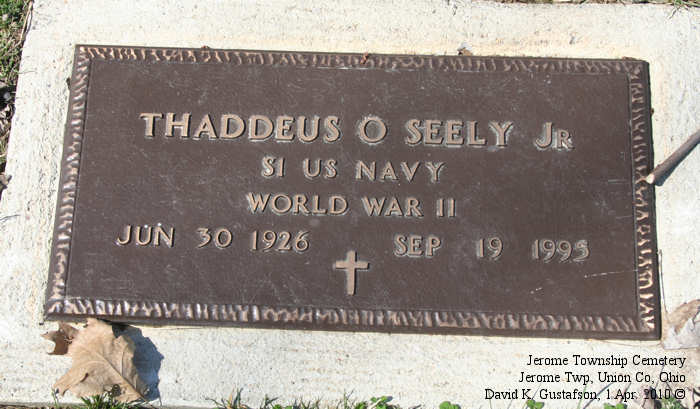 THADDEUS O SEELY JR
S1 US NAVY
WORLD WAR II
JUN 30 1926 SEP 19 1995
Jerome Township Cemetery
Jerome Twp, Union Co, Ohio
David K. Gustafson, 1 Apr. 2010 ©